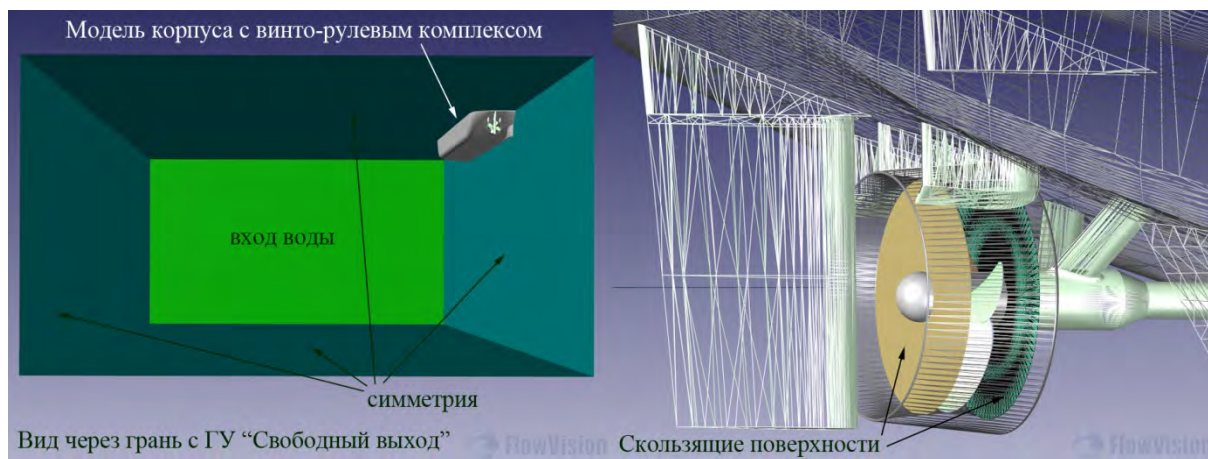 Модель корпуса с винто-рулевым комплексом
вход воды
симметрия
Вид через грань с ГУ “Свободный выход”
FlowVision
Скользящие поверхности
FlowVision